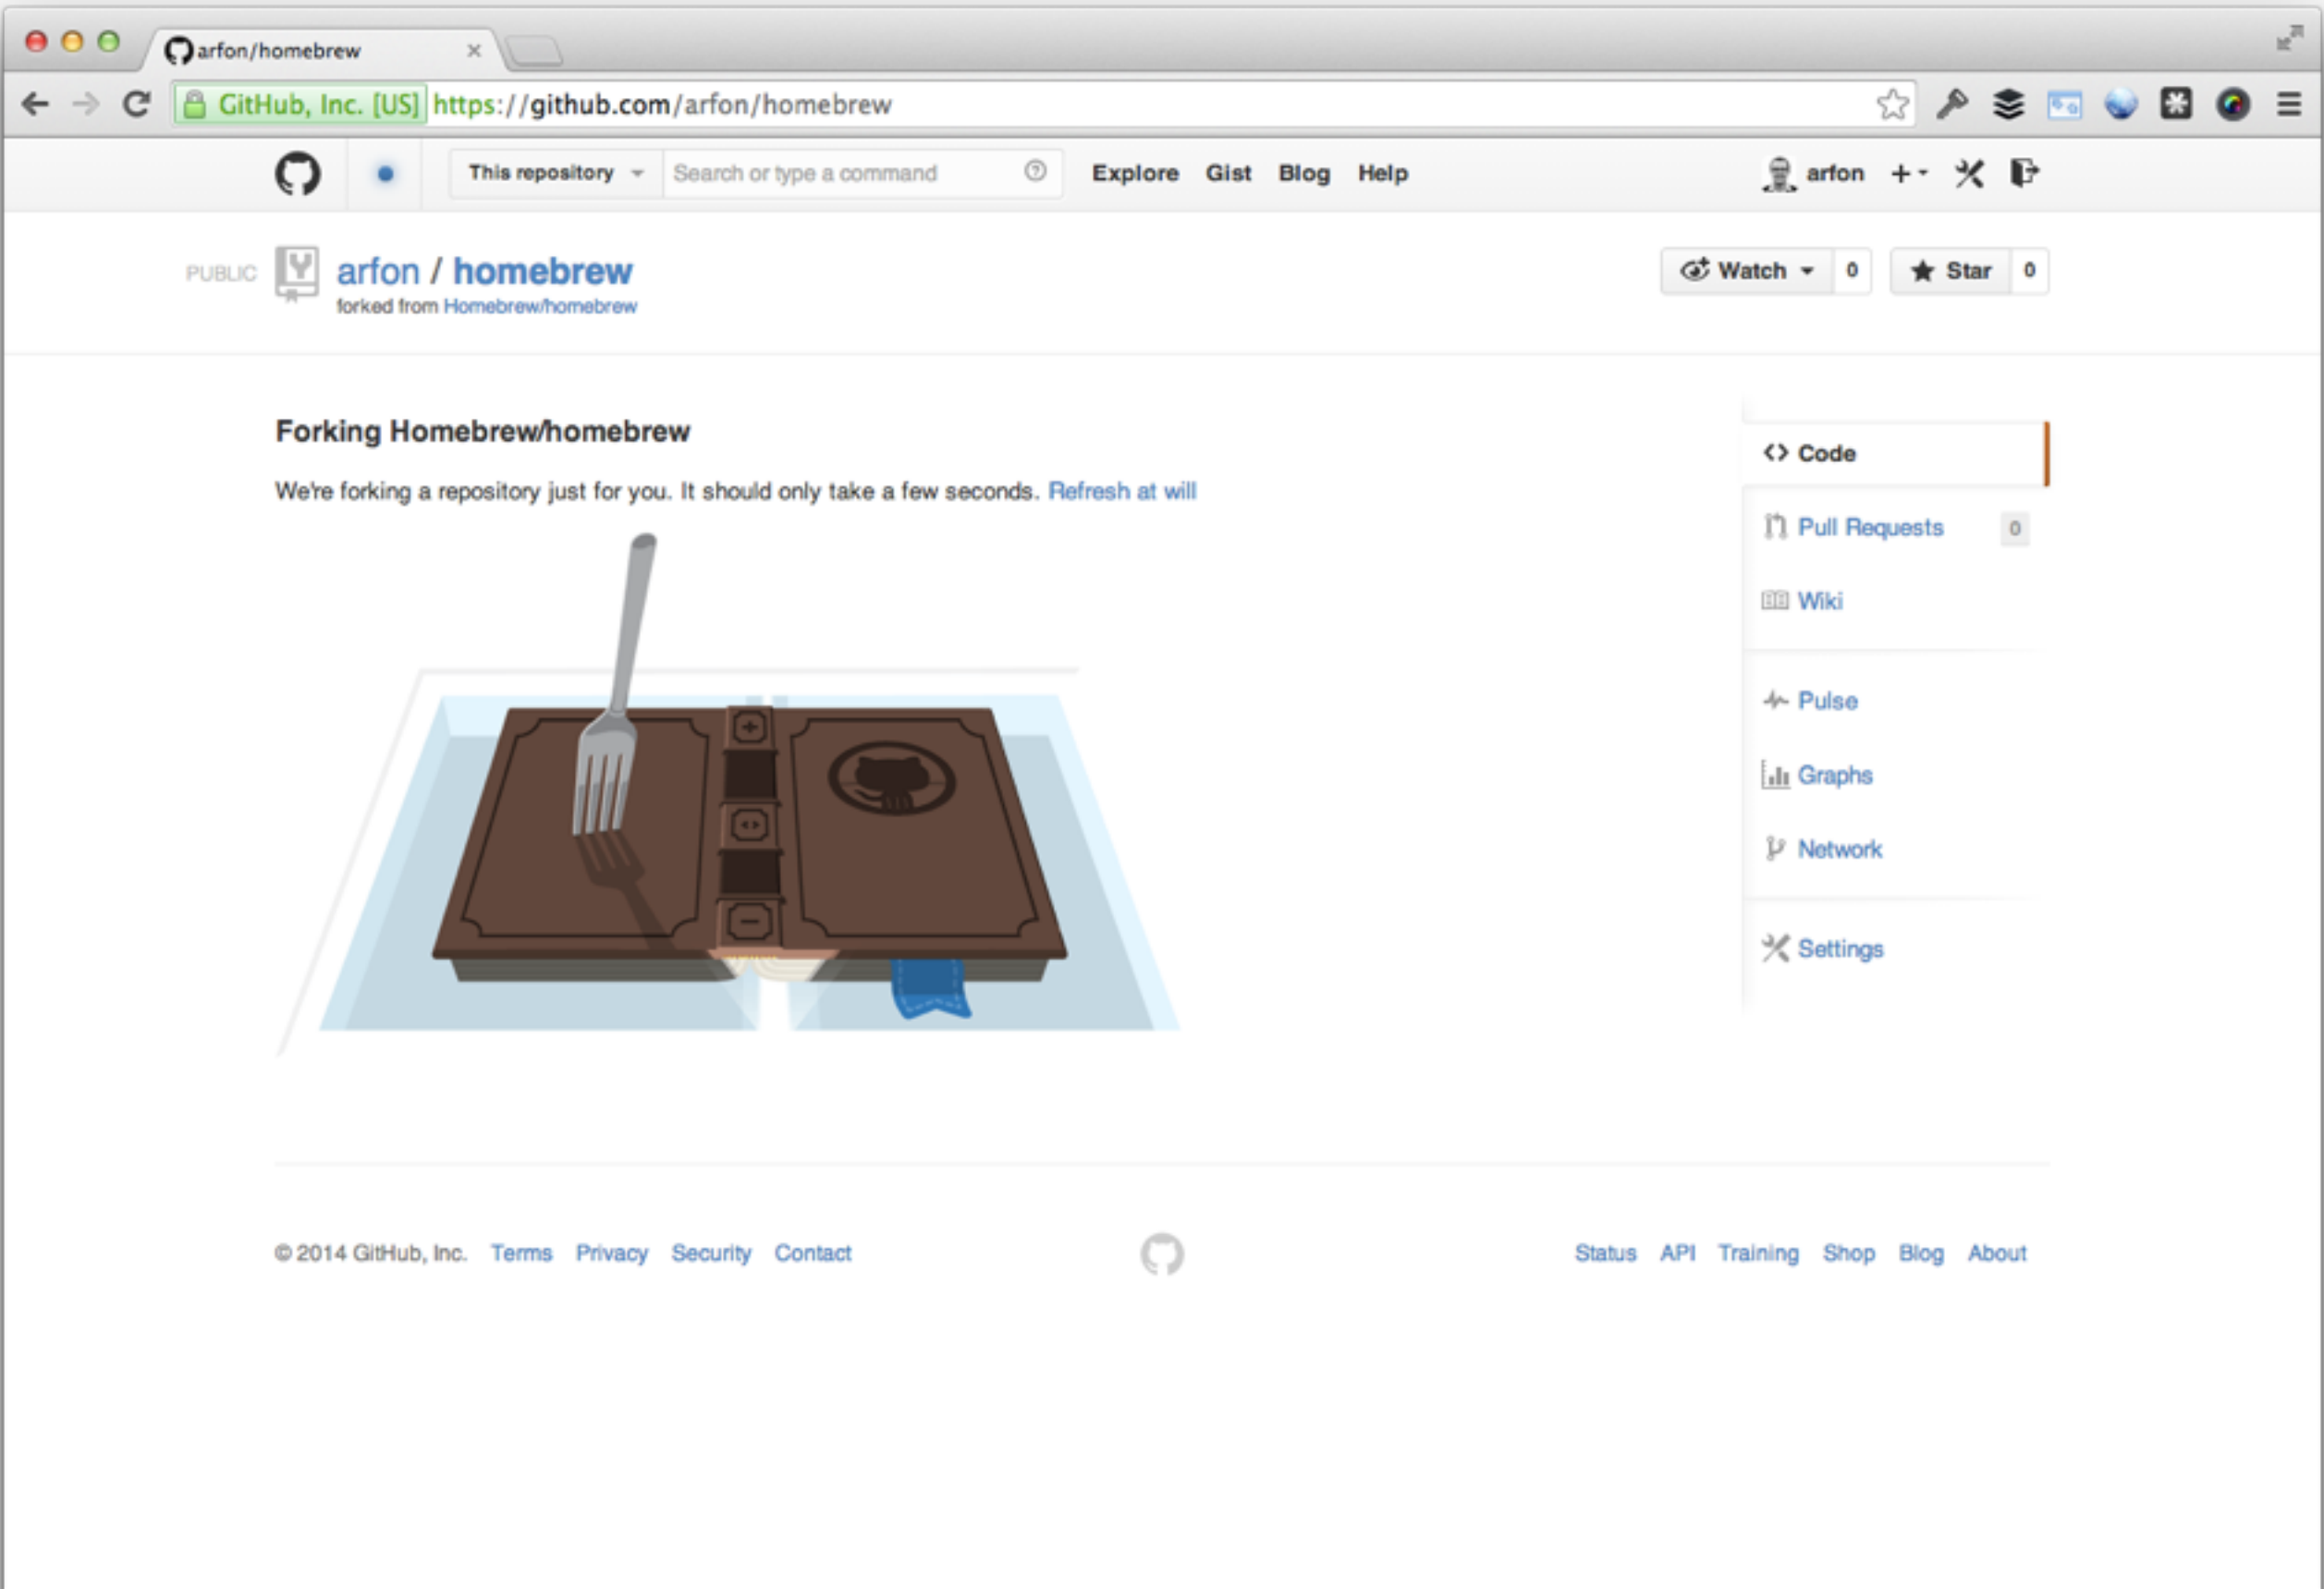 arfon/homebrew
GitHub, Inc. [US] https://github.com/arfon/homebrew
This repository Search or type a command Explore Gist Blog Help arfon
PUBLIC arfon / homebrew Watch 0 Star 0
forked from Homebrew/homebrew
Forking Homebrew/homebrew
We're forking a repository just for you. It should only take a few seconds. Refresh at will
Code
Pull Requests 0
Wiki
Pulse
Graphs
Network
Settings
© 2014 GitHub, Inc. Terms Privacy Security Contact Status API Training Shop Blog About